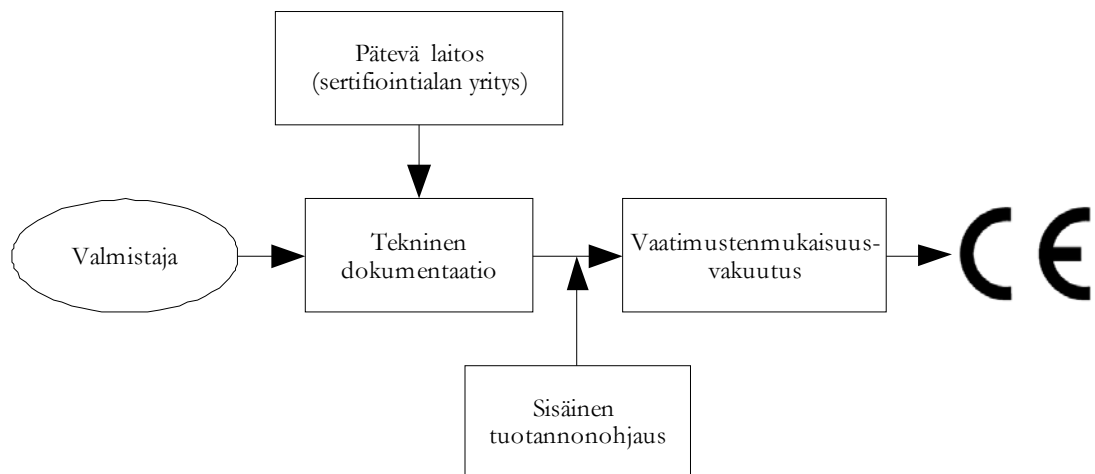 Pätevä laitos
(sertifiointialan yritys)
Valmistaja
Tekninen
dokumentaatio
Vaatimustenmukaisuus-
vakuutus
CE
Sisäinen
tuotannonohjaus